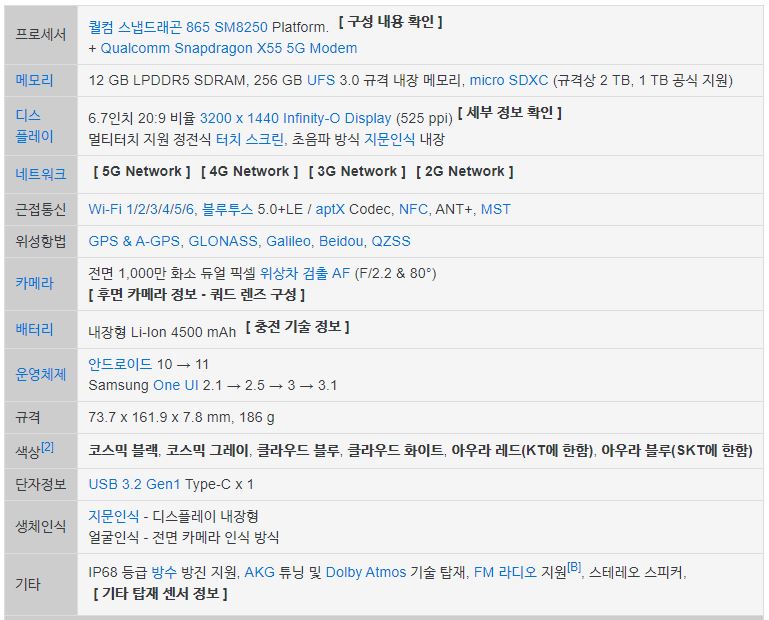 프로세서
퀄컴 스냅드래곤 865 SM8250 Platform. [ 구성 내용 확인 ]
+ Qualcomm Snapdragon X55 5G Modem
메모리
12 GB LPDDR5 SDRAM, 256 GB UFS 3.0 규격 내장 메모리, micro SDXC (규격상 2 TB, 1 TB 공식 지원)
디스
플레이
6.7인치 20:9 비율 3200 x 1440 Infinity-O Display (525 ppi) [ 세부 정보 확인 ]
멀티터치 지원 정전식 터치 스크린, 초음파 방식 지문인식 내장
네트워크
[ 5G Network ] [ 4G Network ] [ 3G Network ] [ 2G Network ]
근접통신
Wi-Fi 1/2/3/4/5/6, 블루투스 5.0+LE / aptX Codec, NFC, ANT+, MST
위성항법
GPS & A-GPS, GLONASS, Galileo, Beidou, QZSS
카메라
전면 1,000만 화소 듀얼 픽셀 위상차 검출 AF (F/2.2 & 80°)
[ 후면 카메라 정보 - 쿼드 렌즈 구성 ]
배터리
내장형 Li-Ion 4500 mAh [ 충전 기술 정보 ]
운영체제
안드로이드 10 → 11
Samsung One UI 2.1 → 2.5 → 3 → 3.1
규격
73.7 x 161.9 x 7.8 mm, 186 g
색상[2]
코스믹 블랙, 코스믹 그레이, 클라우드 블루, 클라우드 화이트, 아우라 레드(KT에 한함), 아우라 블루(SKT에 한함)
단자정보
USB 3.2 Gen1 Type-C x 1
생체인식
지문인식 - 디스플레이 내장형
얼굴인식 - 전면 카메라 인식 방식
기타
IP68 등급 방수 방진 지원, AKG 튜닝 및 Dolby Atmos 기술 탑재, FM 라디오 지원[B], 스테레오 스피커,
[ 기타 탑재 센서 정보 ]